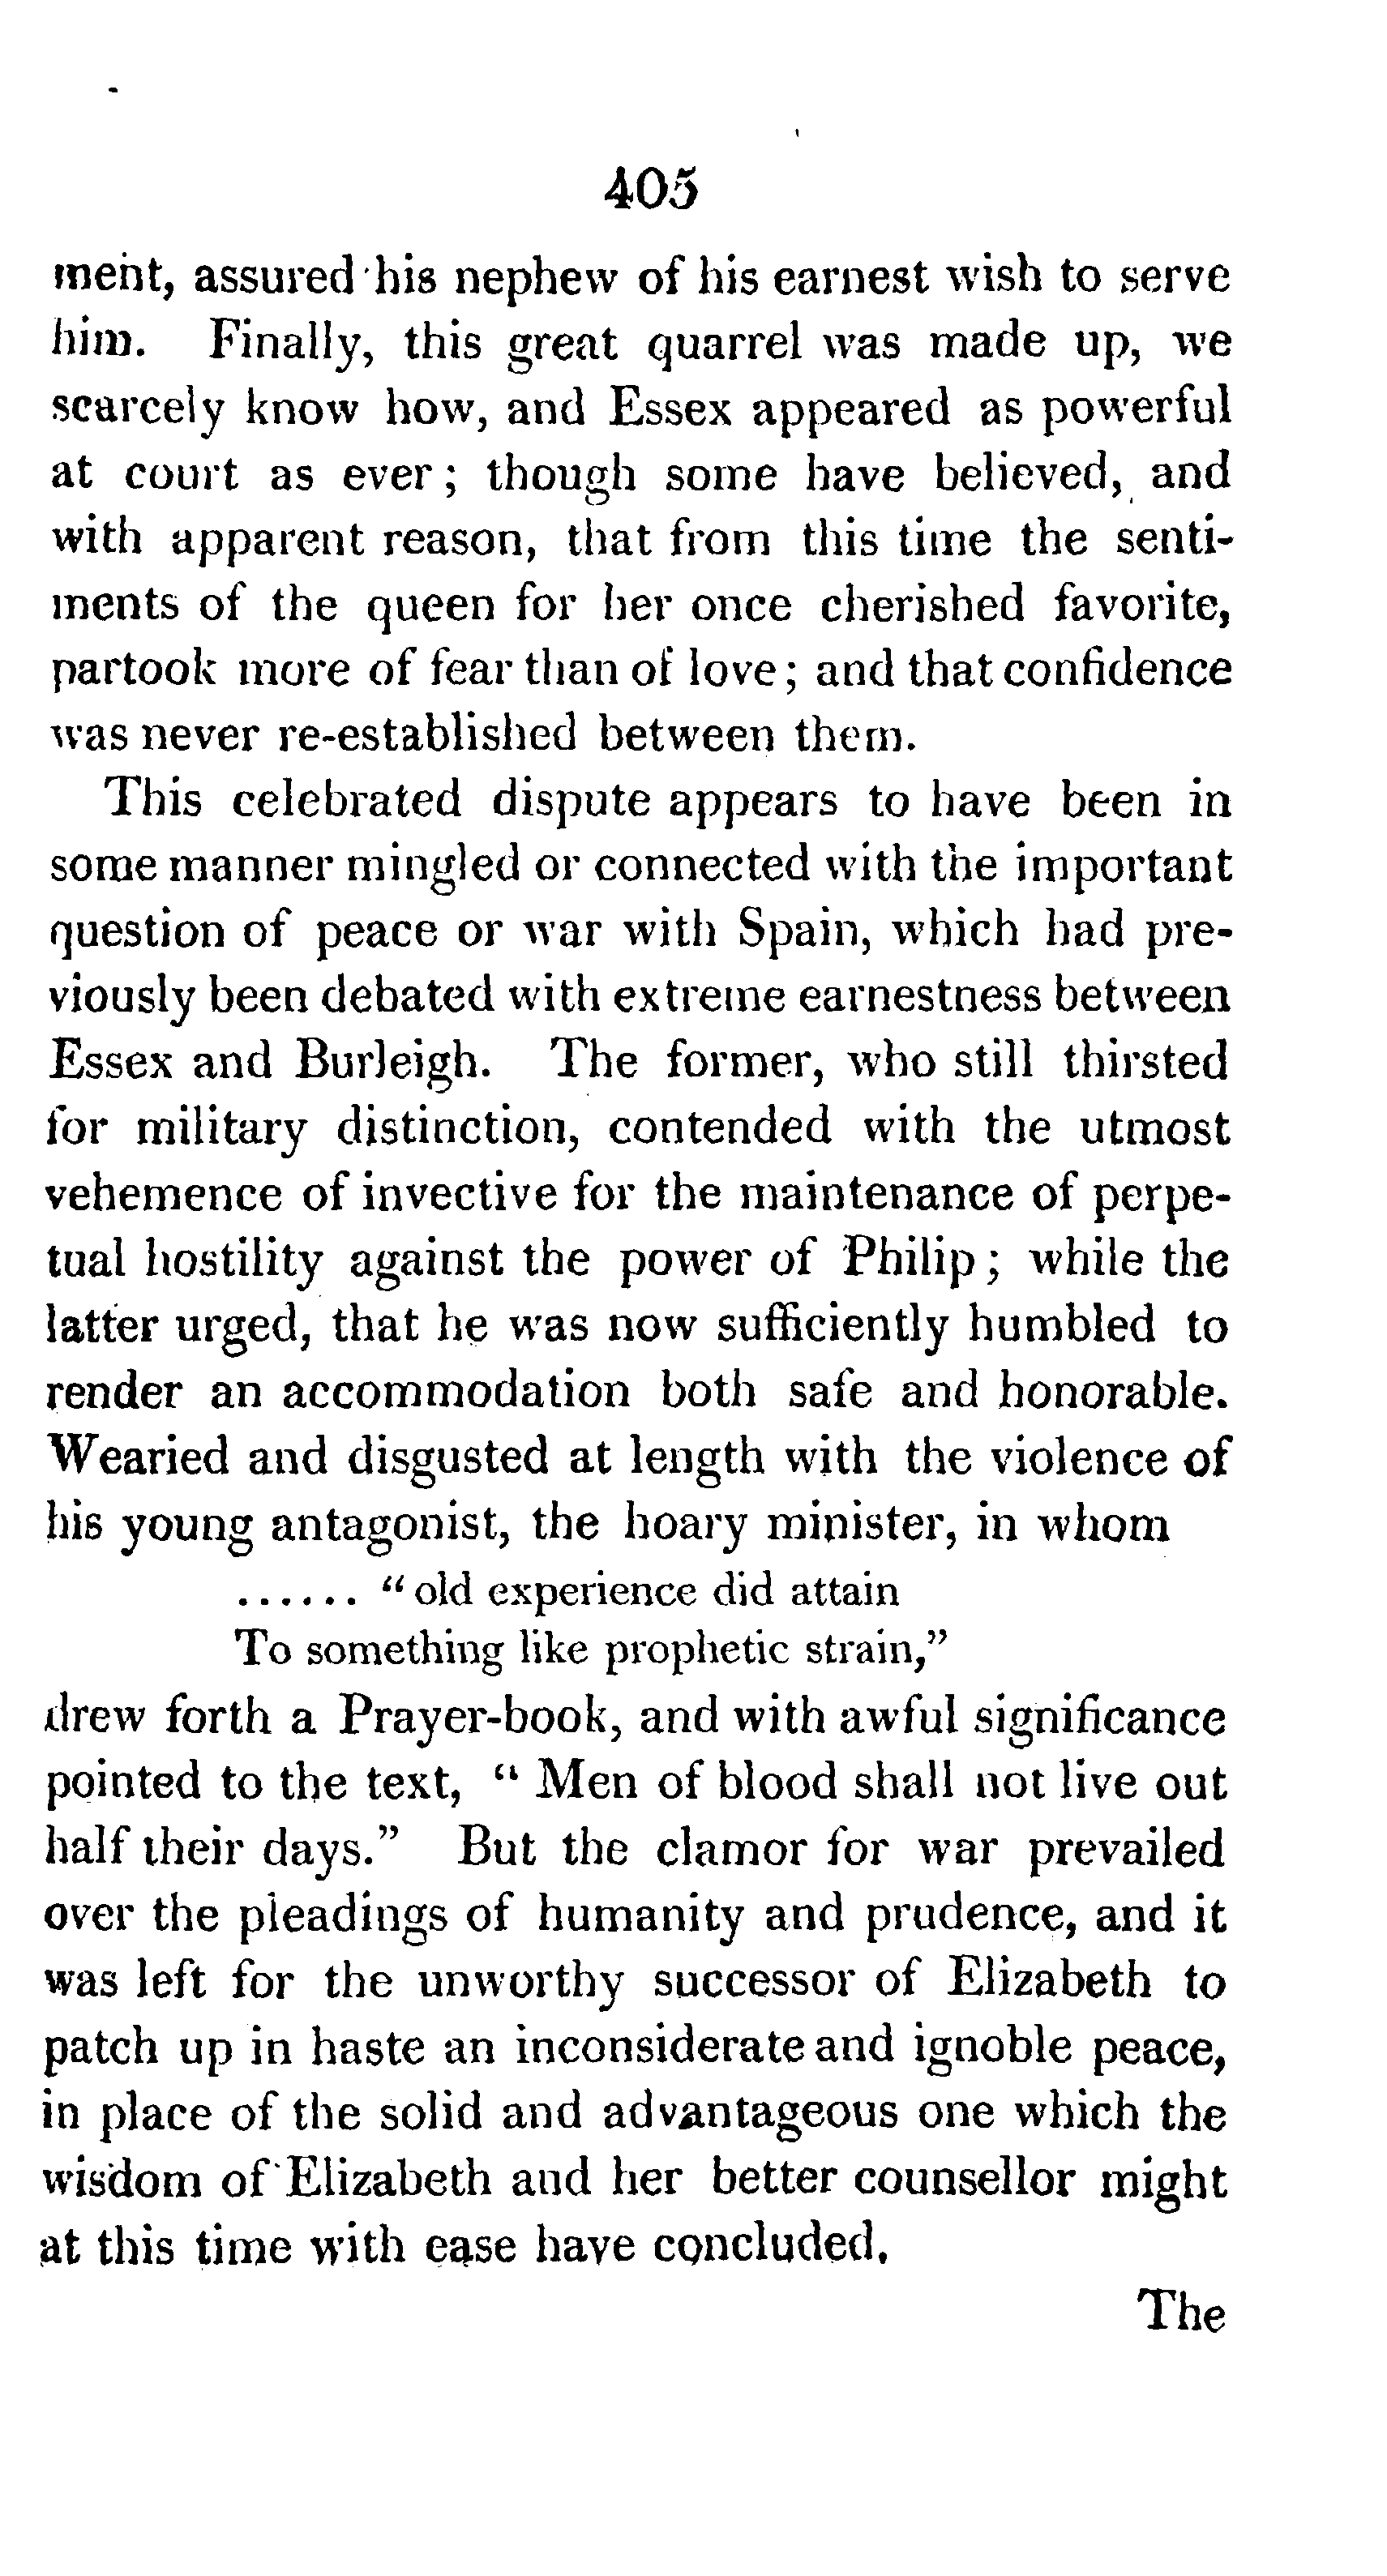 405
ment, assured his nephew of his earnest wish to serve
him. Finally, this great quarrel was made up, we
scarcely know how, and Essex appeared as powerful
at court as ever; though some have believed, and
with apparent reason, that from this time the senti-
ments of the queen for her once cherished favorite,
partook more of fear than of love; and that confidence
was never re-established between them.
This celebrated dispute appears to have been in
some manner mingled or connected with the important
question of peace or war with Spain, which had pre-
viously been debated with extreme earnestness between
Essex and Burleigh. The former, who still thirsted
for military distinction, contended with the utmost
vehemence of invective for the maintenance of perpe-
tual hostility against the power of Philip; while the
latter urged, that he was now sufficiently humbled to
render an accommodation both safe and honorable.
Wearied and disgusted at length with the violence of
his young antagonist, the hoary minister, in whom
...... “old experience did attain
To something like prophetic strain,”
drew forth a Prayer-book, and with awful significance
pointed to the text, “Men of blood shall not live out
half their days.” But the clamor for war prevailed
over the pleadings of humanity and prudence, and it
was left for the unworthy successor of Elizabeth to
patch up in haste an inconsiderate and ignoble peace,
in place of the solid and advantageous one which the
wisdom of Elizabeth and her better counsellor might
at this time with ease have concluded.
The